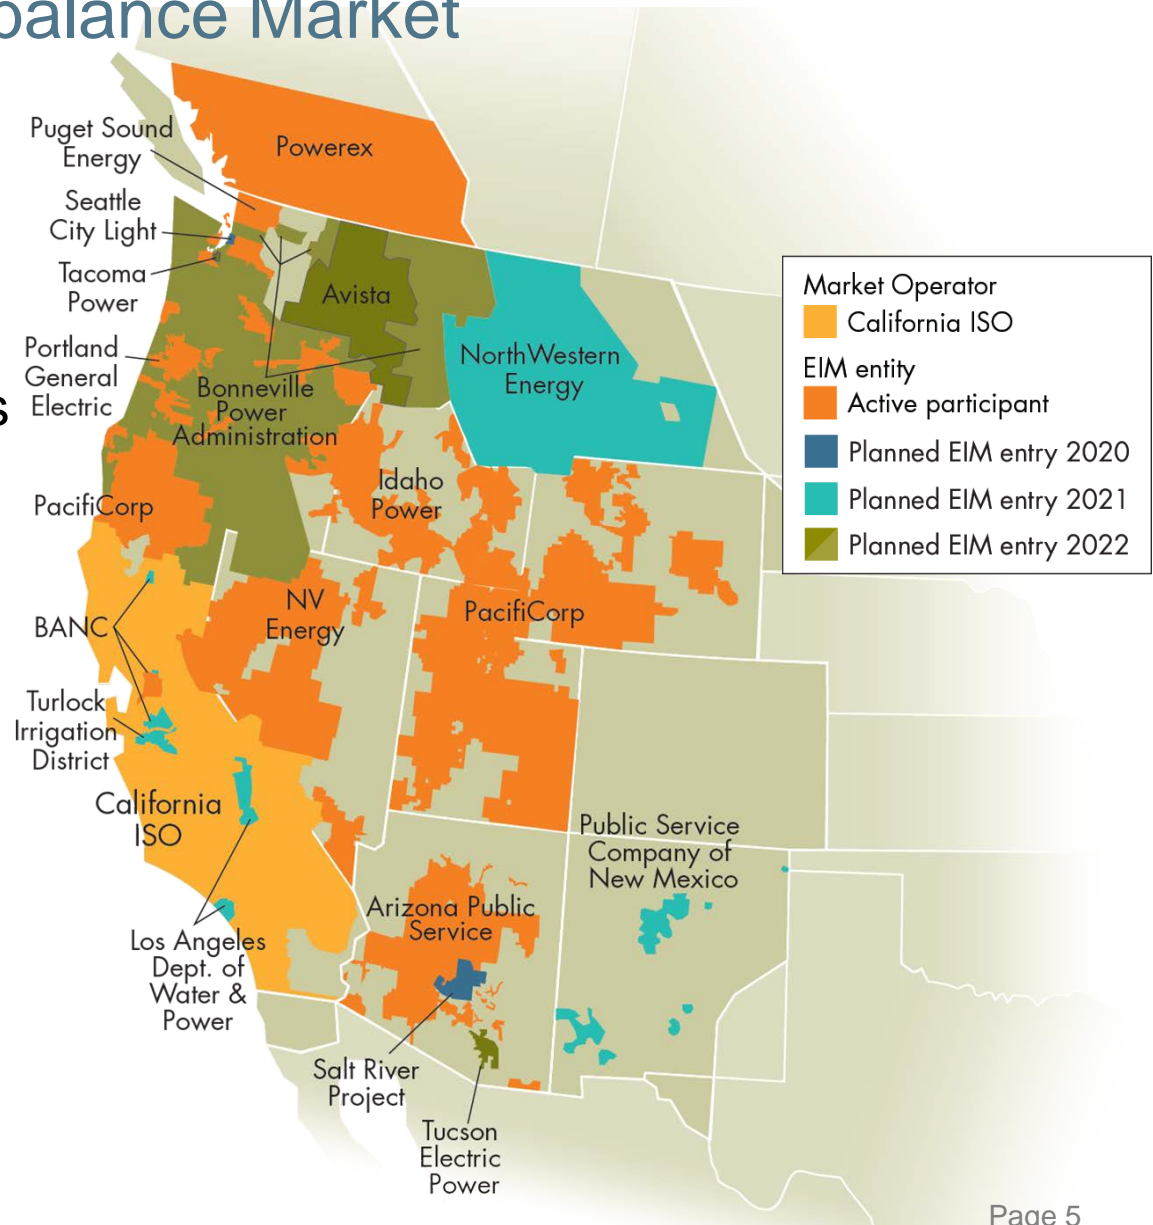 balance Market
Puget Sound
Energy
Powerex
Seattle
City Light
Tacoma
Power
Avista
Portland
General
Electric
s
Bonneville
Power
Administration
NorthWestern
Energy
Market Operator
California ISO
EIM entity
Active participant
Planned EIM entry 2020
Planned EIM entry 2021
Planned EIM entry 2022
PacifiCorp
Idaho
Power
NV
Energy
PacifiCorp
BANC
Turlock
Irrigation
District
California
ISO
Public Service
Company of
New Mexico
Arizona Public
Service
Los Angeles
Dept. of
Water &
Power
Salt River
Project
Tucson
Electric
Power
Page 5